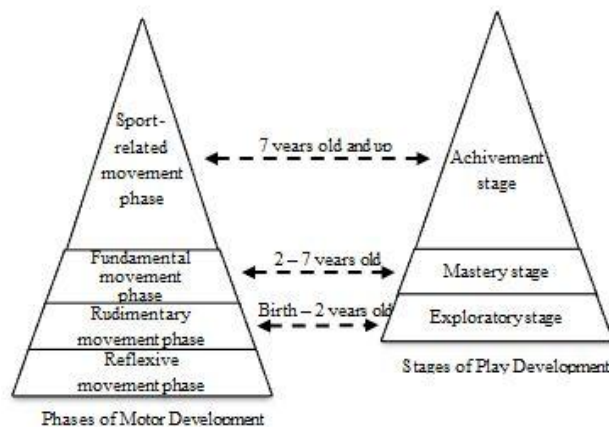 Sport-
related
movement
phase
7 years old and up
Achivement
stage
Fundamental
movement
phase
2 – 7 years old
Mastery stage
Rudimentary
movement phase
Birth – 2 years old
Exploratory stage
Reflexive
movement phase
Stages of Play Development
Phases of Motor Development